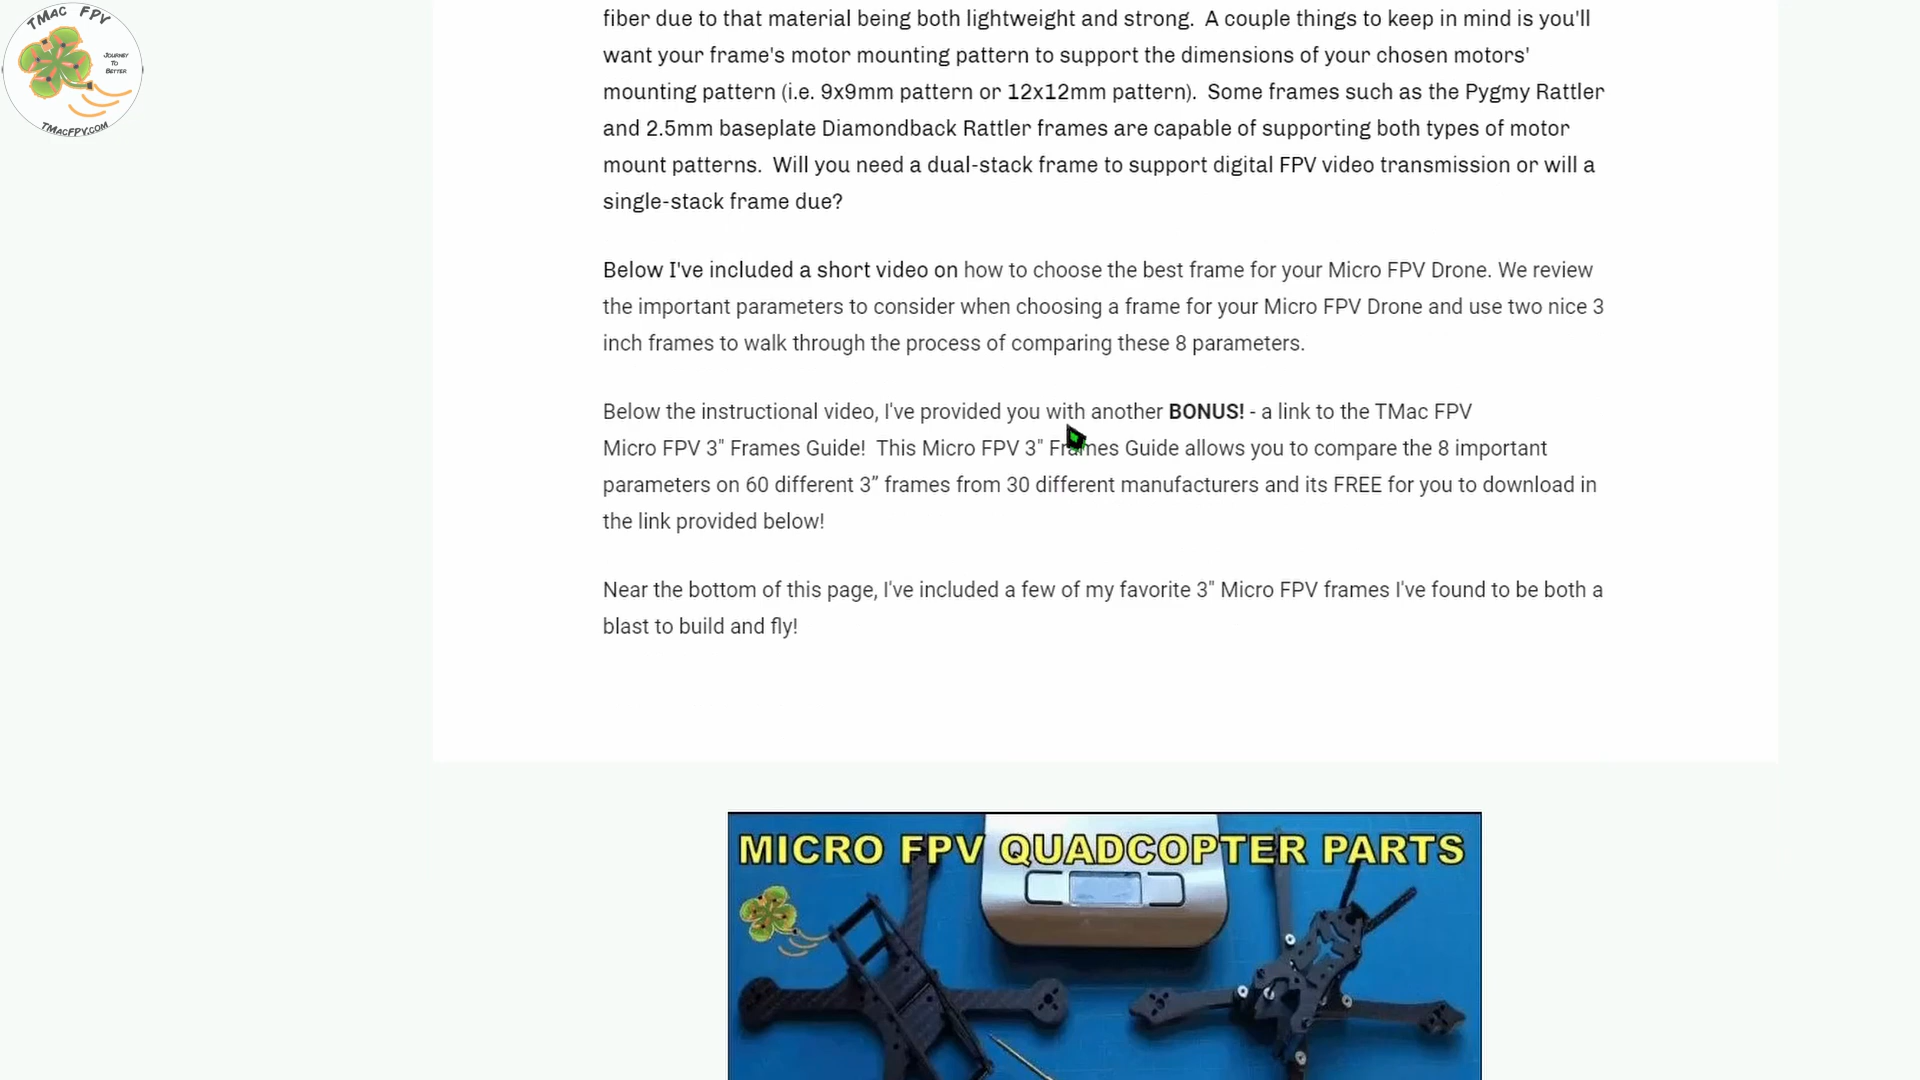 TMAC FPV
JOURNEY
TO
BETTER
TMACFPV.COM
fiber due to that material being both lightweight and strong.  A couple things to keep in mind is you'll
want your frame's motor mounting pattern to support the dimensions of your chosen motors'
mounting pattern (i.e. 9x9mm pattern or 12x12mm pattern).  Some frames such as the Pygmy Rattler
and 2.5mm baseplate Diamondback Rattler frames are capable of supporting both types of motor
mount patterns.  Will you need a dual-stack frame to support digital FPV video transmission or will a
single-stack frame due?
Below I've included a short video on how to choose the best frame for your Micro FPV Drone. We review
the important parameters to consider when choosing a frame for your Micro FPV Drone and use two nice 3
inch frames to walk through the process of comparing these 8 parameters.
Below the instructional video, I've provided you with another BONUS! - a link to the TMac FPV
Micro FPV 3" Frames Guide!  This Micro FPV 3" Frames Guide allows you to compare the 8 important
parameters on 60 different 3” frames from 30 different manufacturers and its FREE for you to download in
the link provided below!
Near the bottom of this page, I've included a few of my favorite 3" Micro FPV frames I've found to be both a
blast to build and fly!
MICRO FPV QUADCOPTER PARTS